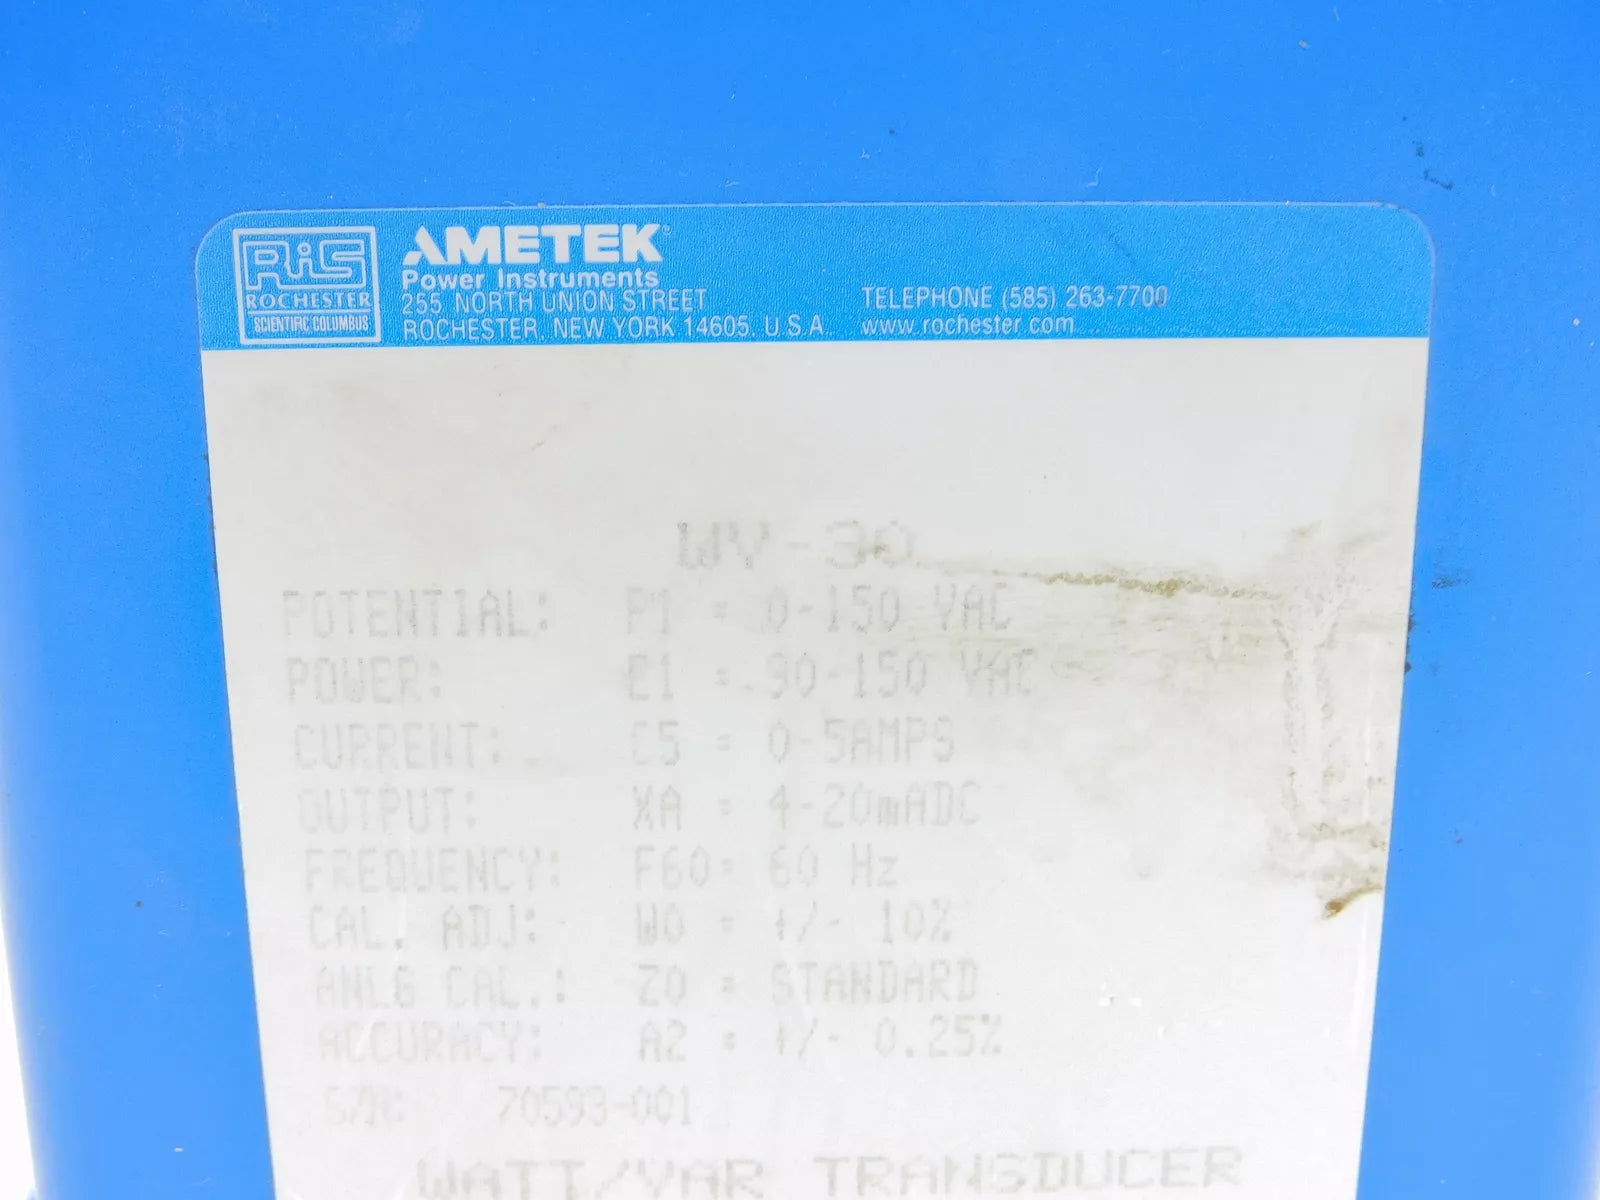 RiS
ROCHESTER
SCIENTIFIC COLUMBUS
AMETEK®
Power Instruments
255 NORTH UNION STREET
ROCHESTER, NEW YORK 14605, U.S.A.
TELEPHONE (585) 263-7700
www.rochester.com
WV-30
POTENTIAL: P1 = 0-150 VAC
POWER: E1 = 90-150 VAC
CURRENT: C5 = 0-5AMPS
OUTPUT: XA = 4-20mADC
FREQUENCY: F60= 60 Hz
CAL. ADJ: W0 = +/- 10%
ANLG CAL.: Z0 = STANDARD
ACCURACY: A2 = +/- 0.25%
S/N: 70593-001
WATT/VAR TRANSDUCER